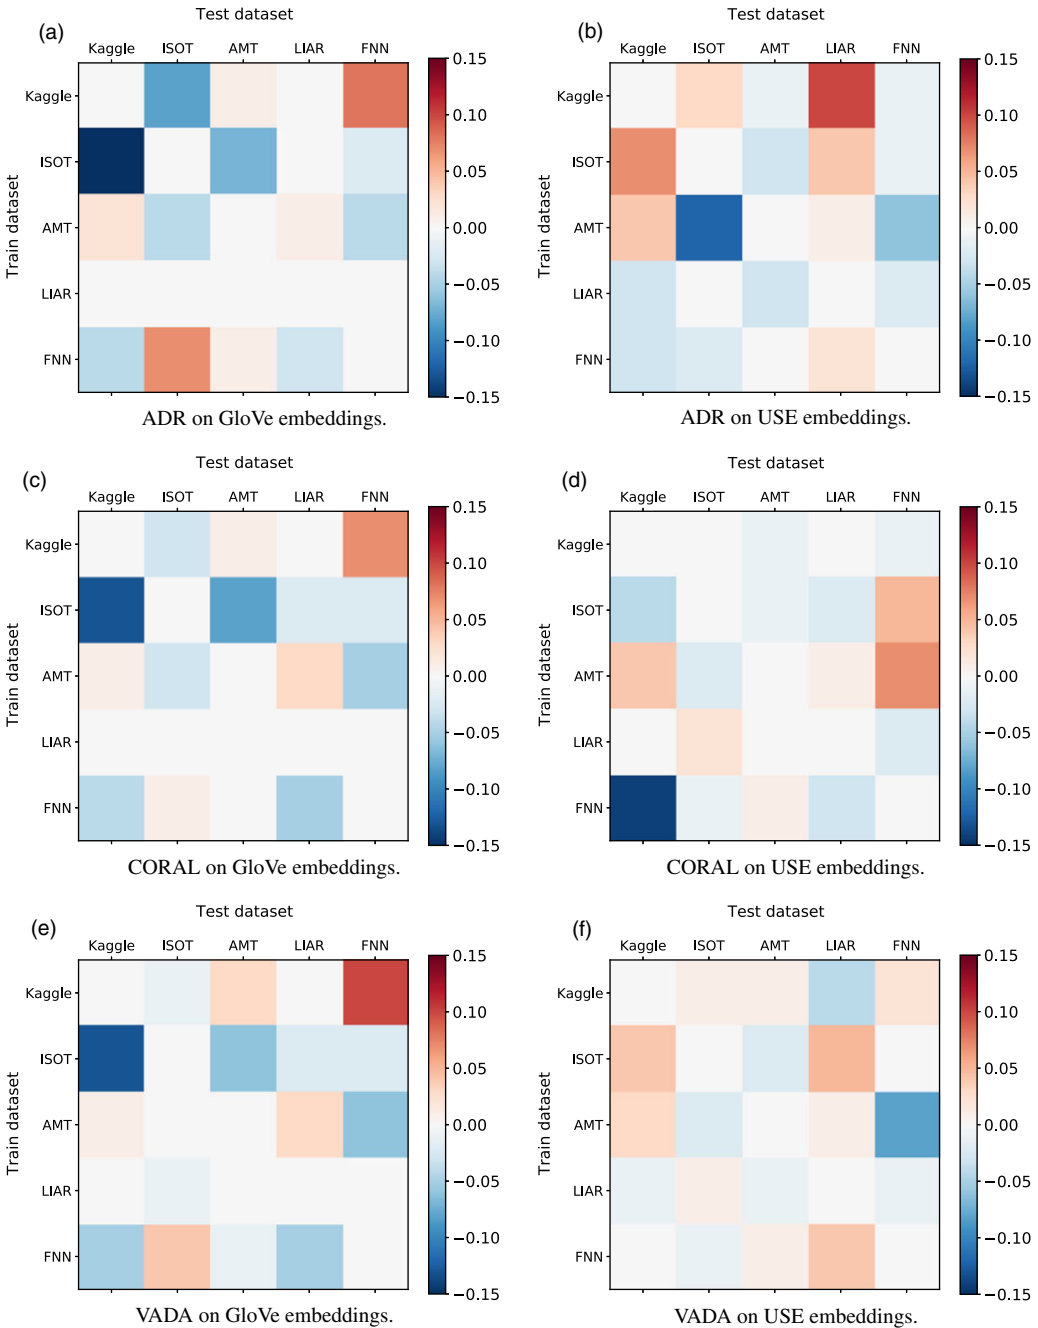 Test dataset
(a)
Kaggle ISOT AMT LIAR FNN
Train dataset
Kaggle
ISOT
AMT
LIAR
FNN
0.15
0.10
0.05
0.00
−0.05
−0.10
−0.15
ADR on GloVe embeddings.
Test dataset
(b)
Kaggle ISOT AMT LIAR FNN
Train dataset
Kaggle
ISOT
AMT
LIAR
FNN
0.15
0.10
0.05
0.00
−0.05
−0.10
−0.15
ADR on USE embeddings.
Test dataset
(c)
Kaggle ISOT AMT LIAR FNN
Train dataset
Kaggle
ISOT
AMT
LIAR
FNN
0.15
0.10
0.05
0.00
−0.05
−0.10
−0.15
CORAL on GloVe embeddings.
Test dataset
(d)
Kaggle ISOT AMT LIAR FNN
Train dataset
Kaggle
ISOT
AMT
LIAR
FNN
0.15
0.10
0.05
0.00
−0.05
−0.10
−0.15
CORAL on USE embeddings.
Test dataset
(e)
Kaggle ISOT AMT LIAR FNN
Train dataset
Kaggle
ISOT
AMT
LIAR
FNN
0.15
0.10
0.05
0.00
−0.05
−0.10
−0.15
VADA on GloVe embeddings.
Test dataset
(f)
Kaggle ISOT AMT LIAR FNN
Train dataset
Kaggle
ISOT
AMT
LIAR
FNN
0.15
0.10
0.05
0.00
−0.05
−0.10
−0.15
VADA on USE embeddings.